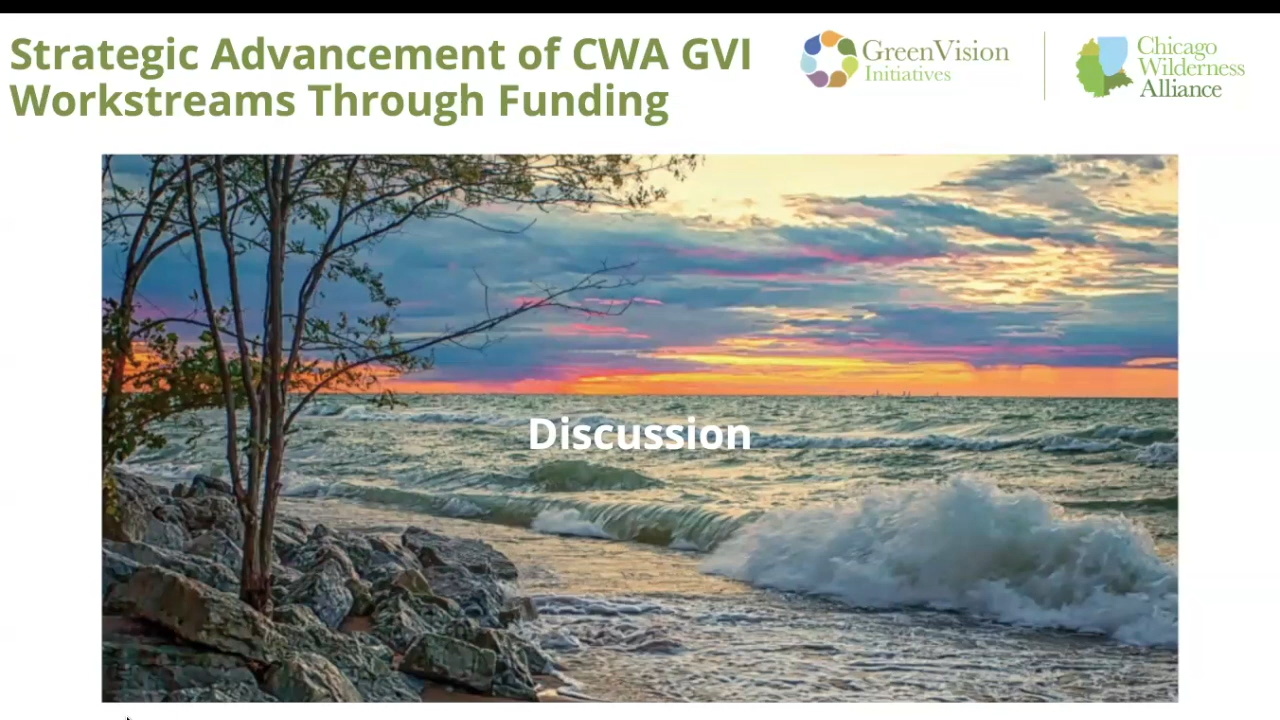 Strategic Advancement of CWA GVI
Workstreams Through Funding
GreenVision
Initiatives
Chicago
Wilderness
Alliance
Discussion